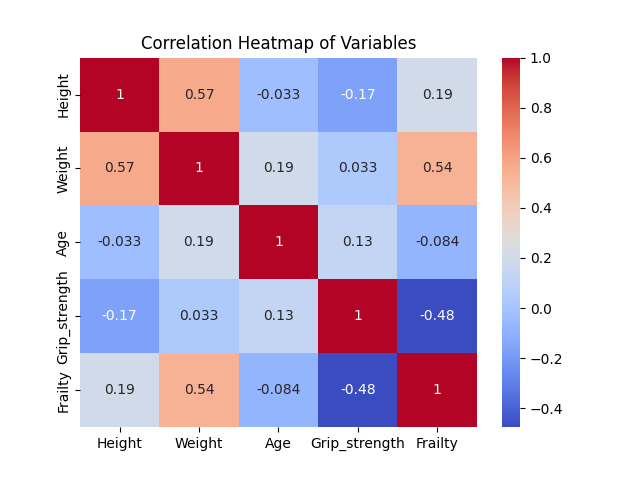 Correlation Heatmap of Variables
Height 1 0.57 -0.033 -0.17 0.19
Weight 0.57 1 0.19 0.033 0.54
Age -0.033 0.19 1 0.13 -0.084
Grip_strength -0.17 0.033 0.13 1 -0.48
Frailty 0.19 0.54 -0.084 -0.48 1
Height Weight Age Grip_strength Frailty
1.0
0.8
0.6
0.4
0.2
0.0
−0.2
−0.4